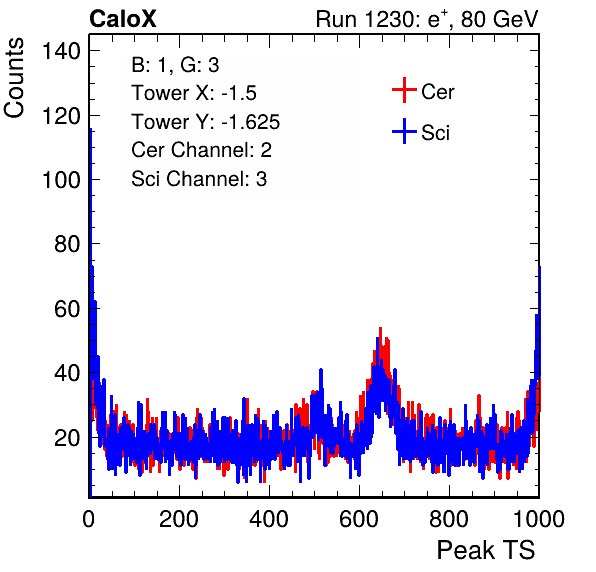 CaloX Run 1230: e⁺, 80 GeV
Counts
140
120
100
80
60
40
20
B: 1, G: 3
Tower X: -1.5
Tower Y: -1.625
Cer Channel: 2
Sci Channel: 3
Cer
Sci
0 200 400 600 800 1000
Peak TS